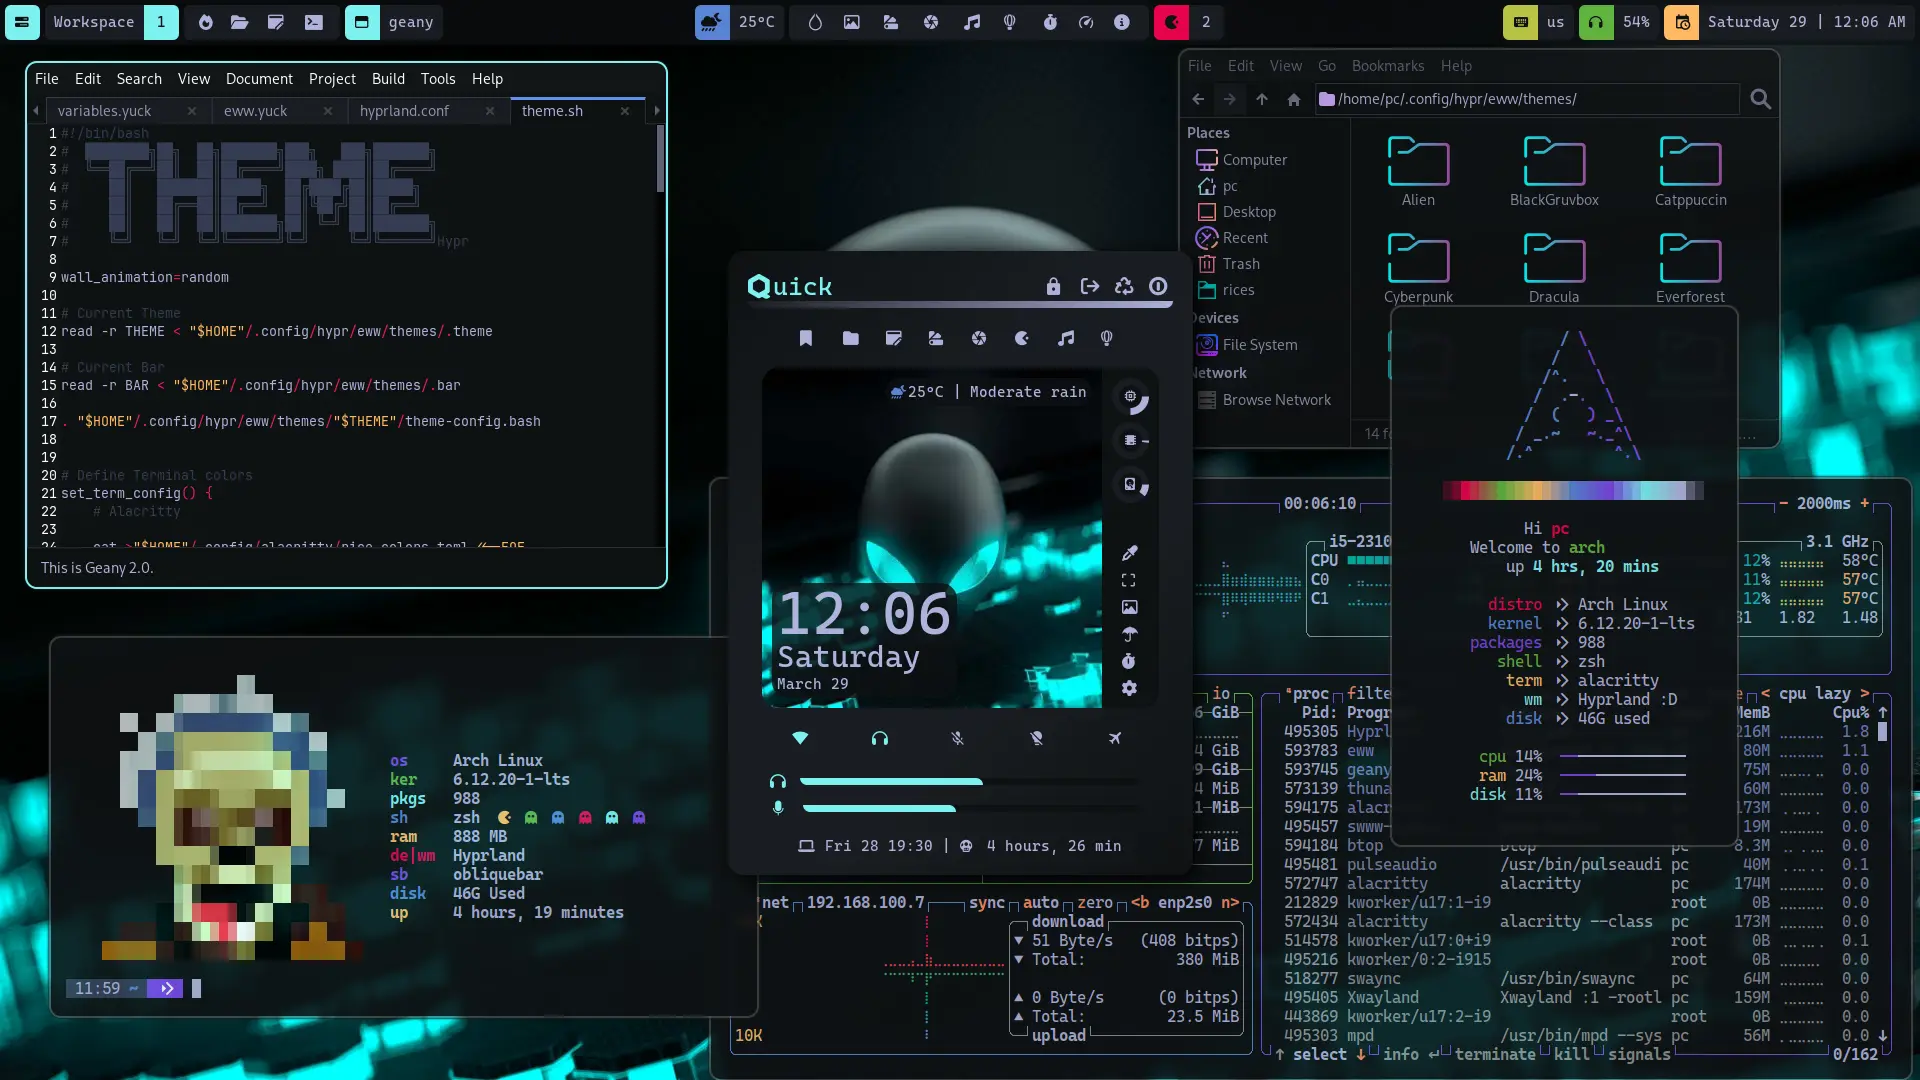 Workspace 1
geany
25°C
2
us
54%
Saturday 29 | 12:06 AM
File Edit Search View Document Project Build Tools Help
variables.yuck
eww.yuck
hyprland.conf
theme.sh
1 #!/bin/bash
2 #
3 #
4 # THEME
5 #
6 #
7 # Hypr
8
9 wall_animation=random
10
11 # Current Theme
12 read -r THEME < "$HOME"/.config/hypr/eww/themes/.theme
13
14 # Current Bar
15 read -r BAR < "$HOME"/.config/hypr/eww/themes/.bar
16
17 . "$HOME"/.config/hypr/eww/themes/"$THEME"/theme-config.bash
18
19
20 # Define Terminal colors
21 set_term_config() {
22 # Alacritty
23
This is Geany 2.0.
File Edit View Go Bookmarks Help
/home/pc/.config/hypr/eww/themes/
Places
Computer
pc
Desktop
Recent
Trash
rices
Devices
File System
Network
Browse Network
Alien
BlackGruvbox
Catppuccin
Cyberpunk
Dracula
Everforest
Quick
25°C | Moderate rain
12:06
Saturday
March 29
Fri 28 19:30 | 4 hours, 26 min
Hi pc
Welcome to arch
up 4 hrs, 20 mins
distro Arch Linux
kernel 6.12.20-1-lts
packages 988
shell zsh
term alacritty
wm Hyprland :D
disk 46G used
cpu 14%
ram 24%
disk 11%
os Arch Linux
ker 6.12.20-1-lts
pkgs 988
sh zsh
ram 888 MB
de|wm Hyprland
sb obliquebar
disk 46G Used
up 4 hours, 19 minutes
11:59 ~
00:06:10
- 2000ms +
i5-2310
3.1 GHz
CPU
12% 58°C
C0
11% 57°C
C1
12% 57°C
1.82 1.48
io
GiB
GiB
GiB
MiB
MiB
MiB
net 192.168.100.7 sync auto zero <b enp2s0 n>
download
▼ 51 Byte/s (408 bitps)
▼ Total: 380 MiB
▲ 0 Byte/s (0 bitps)
▲ Total: 23.5 MiB
upload
10K
proc < cpu lazy >
Pid: MemB Cpu% ↑
495305 216M 1.8
593783 eww 80M 1.1
593745 geany 75M 0.0
573139 60M 0.0
594175 173M 0.0
495457 19M 0.0
594184 btop btop pc 8.3M 0.0
495481 pulseaudio /usr/bin/pulseaudi pc 40M 0.1
572747 alacritty alacritty pc 174M 0.0
212829 kworker/u17:1-i9 root 0B 0.0
572434 alacritty alacritty --class pc 173M 0.0
514578 kworker/u17:0+i9 root 0B 0.1
495216 kworker/0:2-i915 root 0B 0.0
518277 swaync /usr/bin/swaync pc 64M 0.0
495405 Xwayland Xwayland :1 -rootl pc 159M 0.0
443869 kworker/u17:2-i9 root 0B 0.0
495303 mpd /usr/bin/mpd --sys pc 56M 0.0 ↓
↑ select ↓ info ↵ terminate kill signals 0/162